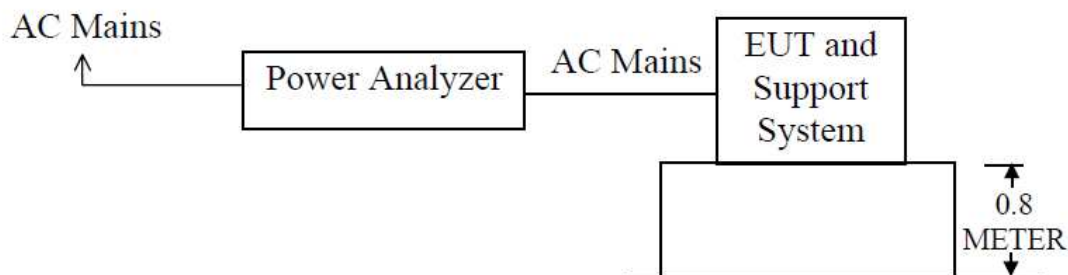 AC Mains
Power Analyzer
AC Mains
EUT and
Support
System
0.8
METER